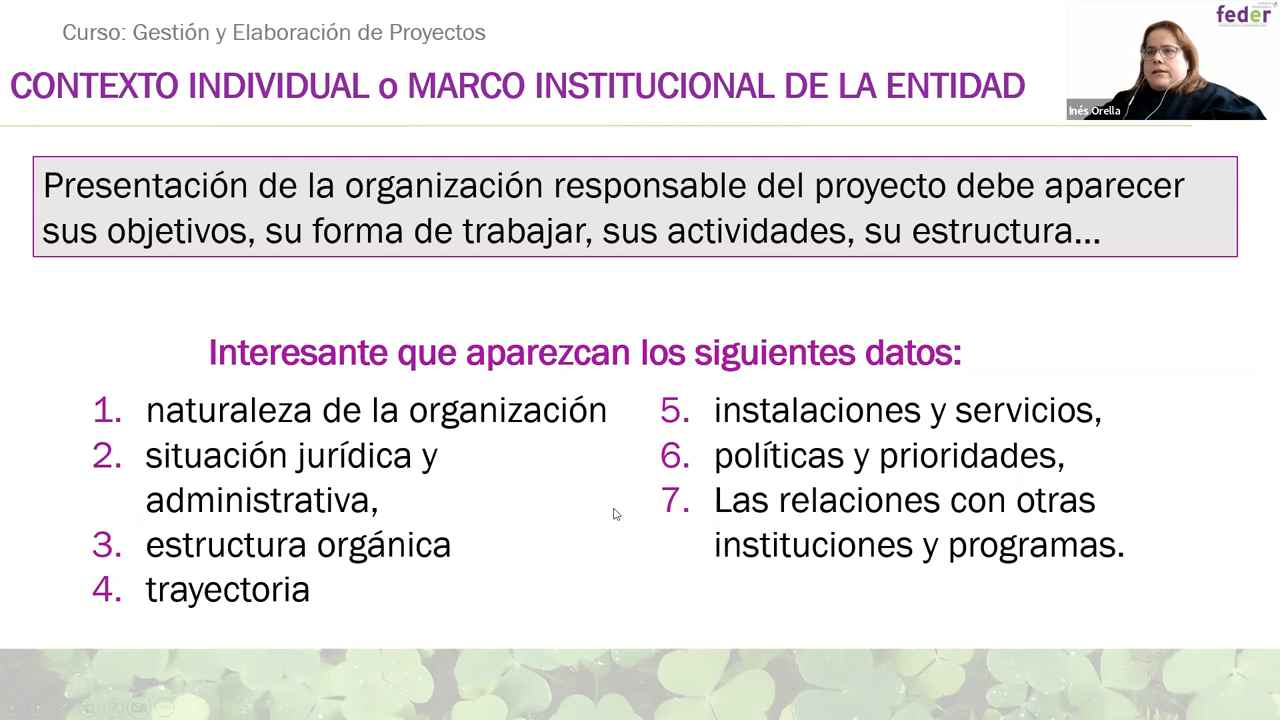 Curso: Gestión y Elaboración de Proyectos
feder
CONTEXTO INDIVIDUAL o MARCO INSTITUCIONAL DE LA ENTIDAD
Inés Orella
Presentación de la organización responsable del proyecto debe aparecer
sus objetivos, su forma de trabajar, sus actividades, su estructura...
Interesante que aparezcan los siguientes datos:
1. naturaleza de la organización
2. situación jurídica y
administrativa,
3. estructura orgánica
4. trayectoria
5. instalaciones y servicios,
6. políticas y prioridades,
7. Las relaciones con otras
instituciones y programas.